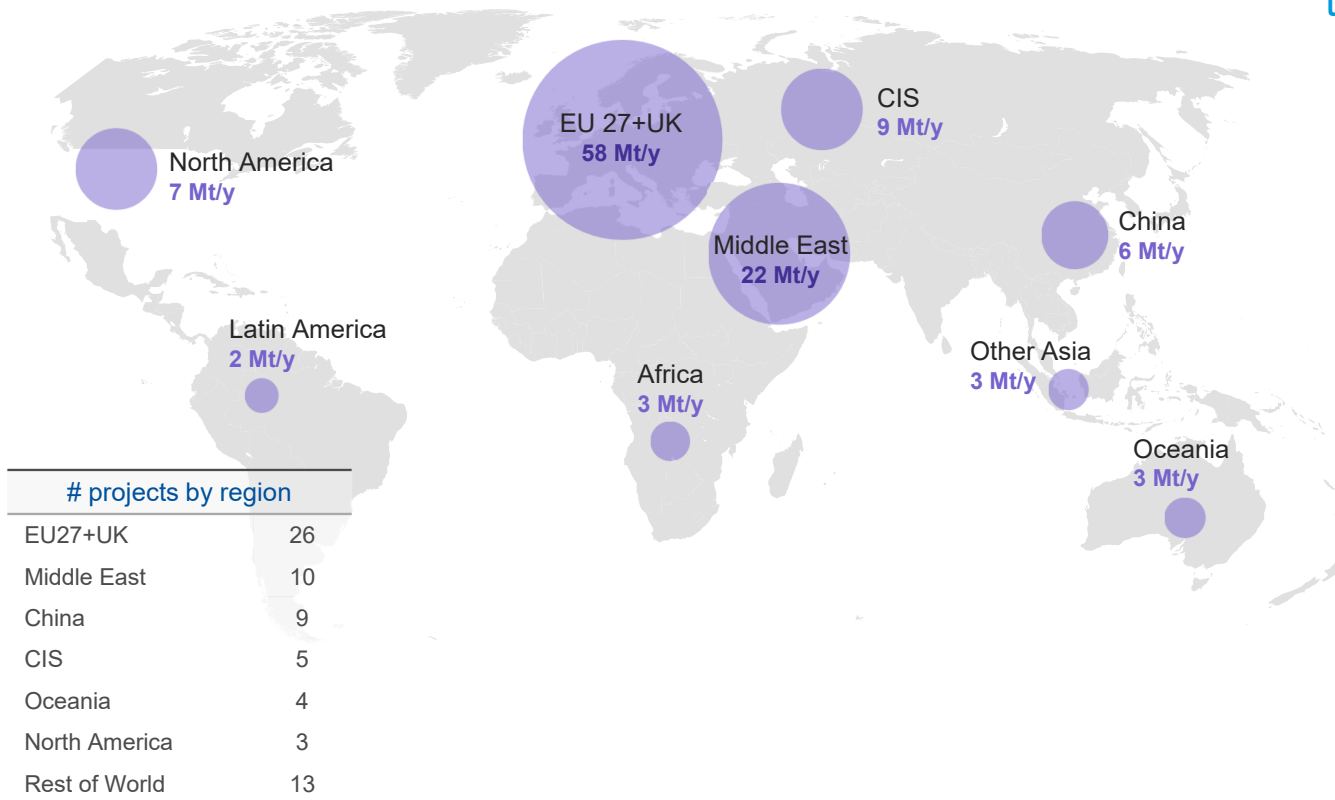 EU 27+UK
58 Mt/y
CIS
9 Mt/y
North America
7 Mt/y
Middle East
22 Mt/y
China
6 Mt/y
Latin America
2 Mt/y
Africa
3 Mt/y
Other Asia
3 Mt/y
Oceania
3 Mt/y
# projects by region
EU27+UK 26
Middle East 10
China 9
CIS 5
Oceania 4
North America 3
Rest of World 13